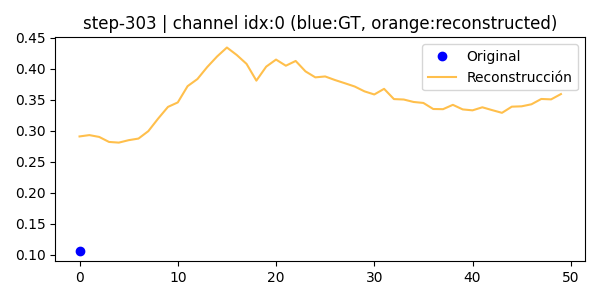 step-303 | channel idx:0 (blue:GT, orange:reconstructed)
Original
Reconstrucción
0.45
0.40
0.35
0.30
0.25
0.20
0.15
0.10
0 10 20 30 40 50